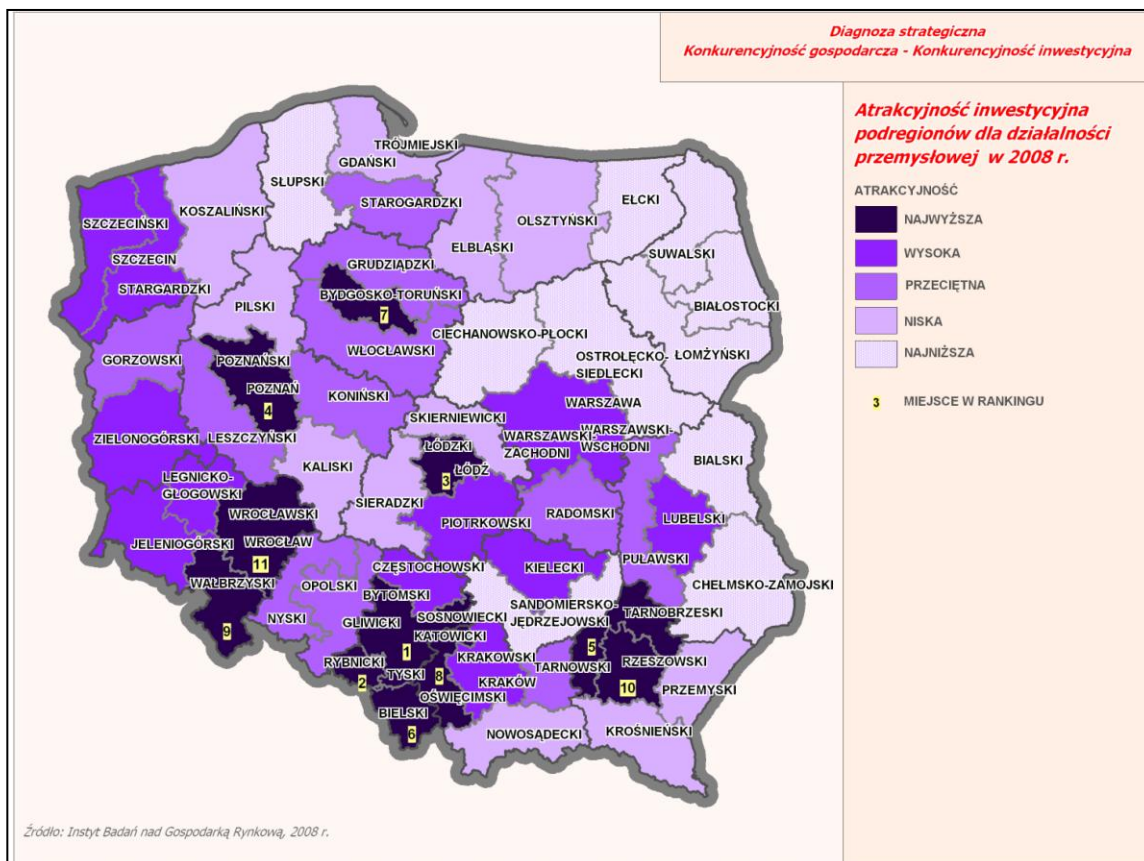 Diagnoza strategiczna
Konkurencyjność gospodarcza - Konkurencyjność inwestycyjna
Atrakcyjność inwestycyjna
podregionów dla działalności
przemysłowej w 2008 r.
ATRAKCYJNOŚĆ
NAJWYŻSZA
WYSOKA
PRZECIĘTNA
NISKA
NAJNIŻSZA
3 MIEJSCE W RANKINGU
TRÓJMIEJSKI
GDAŃSKI
SŁUPSKI
STAROGARDZKI
EŁCKI
KOSZALIŃSKI
OLSZTYŃSKI
SZCZECIŃSKI
ELBLĄSKI
SUWALSKI
SZCZECIN
GRUDZIĄDZKI
STARGARDZKI
BYDGOSKO-TORUŃSKI
7
BIAŁOSTOCKI
PILSKI
CIECHANOWSKO-PŁOCKI
WŁOCŁAWSKI
ŁOMŻYŃSKI
GORZOWSKI
POZNAŃSKI
OSTROŁĘCKO-
SIEDLECKI
POZNAŃ
4
KONIŃSKI
WARSZAWA
SKIERNIEWICKI
WARSZAWSKI-
WSCHODNI
WARSZAWSKI-
ZACHODNI
ZIELONOGÓRSKI
LESZCZYŃSKI
ŁÓDZKI
ŁÓDŹ
3
BIALSKI
KALISKI
LEGNICKO-
GŁOGOWSKI
SIERADZKI
WROCŁAWSKI
RADOMSKI
LUBELSKI
PIOTRKOWSKI
JELENIOGÓRSKI
WROCŁAW
11
PUŁAWSKI
CZĘSTOCHOWSKI
KIELECKI
WAŁBRZYSKI
OPOLSKI
CHEŁMSKO-ZAMOJSKI
BYTOMSKI
SANDOMIERSKO-
JĘDRZEJOWSKI
TARNOBRZESKI
NYSKI
GLIWICKI
SOSNOWIECKI
9
KATOWICKI
1
5
KRAKOWSKI
RYBNICKI
2
TYSKI
8
TARNOWSKI
RZESZOWSKI
KRAKÓW
10
PRZEMYSKI
OŚWIĘCIMSKI
BIELSKI
6
NOWOSĄDECKI
KROŚNIEŃSKI
Źródło: Instyt Badań nad Gospodarką Rynkową, 2008 r.